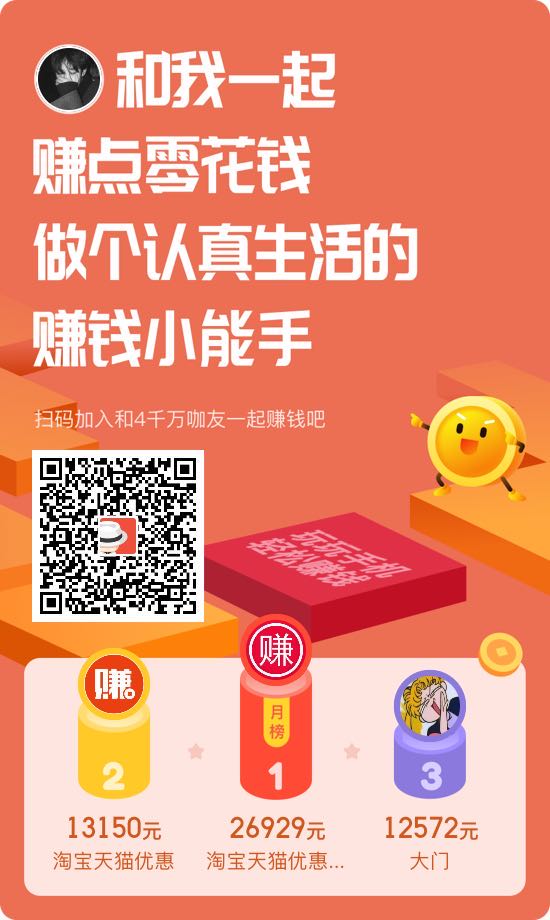 和我一起
赚点零花钱
做个认真生活的
赚钱小能手
扫码加入和4千万咖友一起赚钱吧
玩玩手机
轻松赚钱
赚
赚
月榜
2
1
3
13150元
26929元
12572元
淘宝天猫优惠
淘宝天猫优惠...
大门